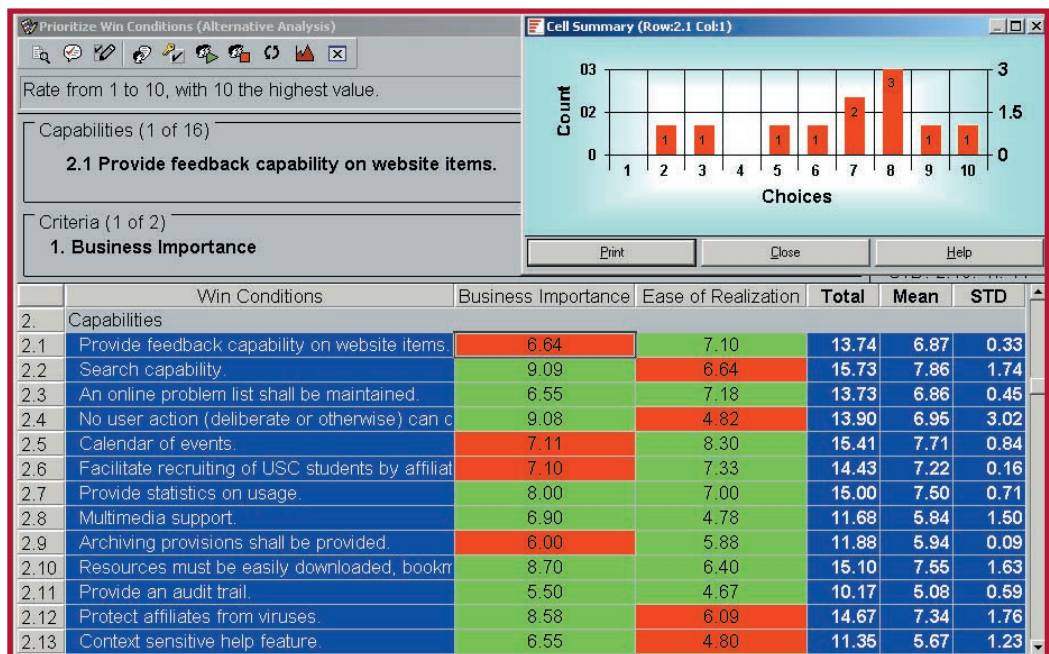 Prioritize Win Conditions (Alternative Analysis)
Rate from 1 to 10, with 10 the highest value.
Capabilities (1 of 16)
2.1 Provide feedback capability on website items.
Criteria (1 of 2)
1. Business Importance
Cell Summary (Row:2.1 Col:1)
03 3
3
Count 02 2 1.5
1 1 1 1 1 1
0 0
1 2 3 4 5 6 7 8 9 10
Choices
Print Close Help
Win Conditions Business Importance Ease of Realization Total Mean STD
2. Capabilities
2.1 Provide feedback capability on website items. 6.64 7.10 13.74 6.87 0.33
2.2 Search capability. 9.09 6.64 15.73 7.86 1.74
2.3 An online problem list shall be maintained. 6.55 7.18 13.73 6.86 0.45
2.4 No user action (deliberate or otherwise) can c 9.08 4.82 13.90 6.95 3.02
2.5 Calendar of events. 7.11 8.30 15.41 7.71 0.84
2.6 Facilitate recruiting of USC students by affiliat 7.10 7.33 14.43 7.22 0.16
2.7 Provide statistics on usage. 8.00 7.00 15.00 7.50 0.71
2.8 Multimedia support. 6.90 4.78 11.68 5.84 1.50
2.9 Archiving provisions shall be provided. 6.00 5.88 11.88 5.94 0.09
2.10 Resources must be easily downloaded, bookm 8.70 6.40 15.10 7.55 1.63
2.11 Provide an audit trail. 5.50 4.67 10.17 5.08 0.59
2.12 Protect affiliates from viruses. 8.58 6.09 14.67 7.34 1.76
2.13 Context sensitive help feature. 6.55 4.80 11.35 5.67 1.23